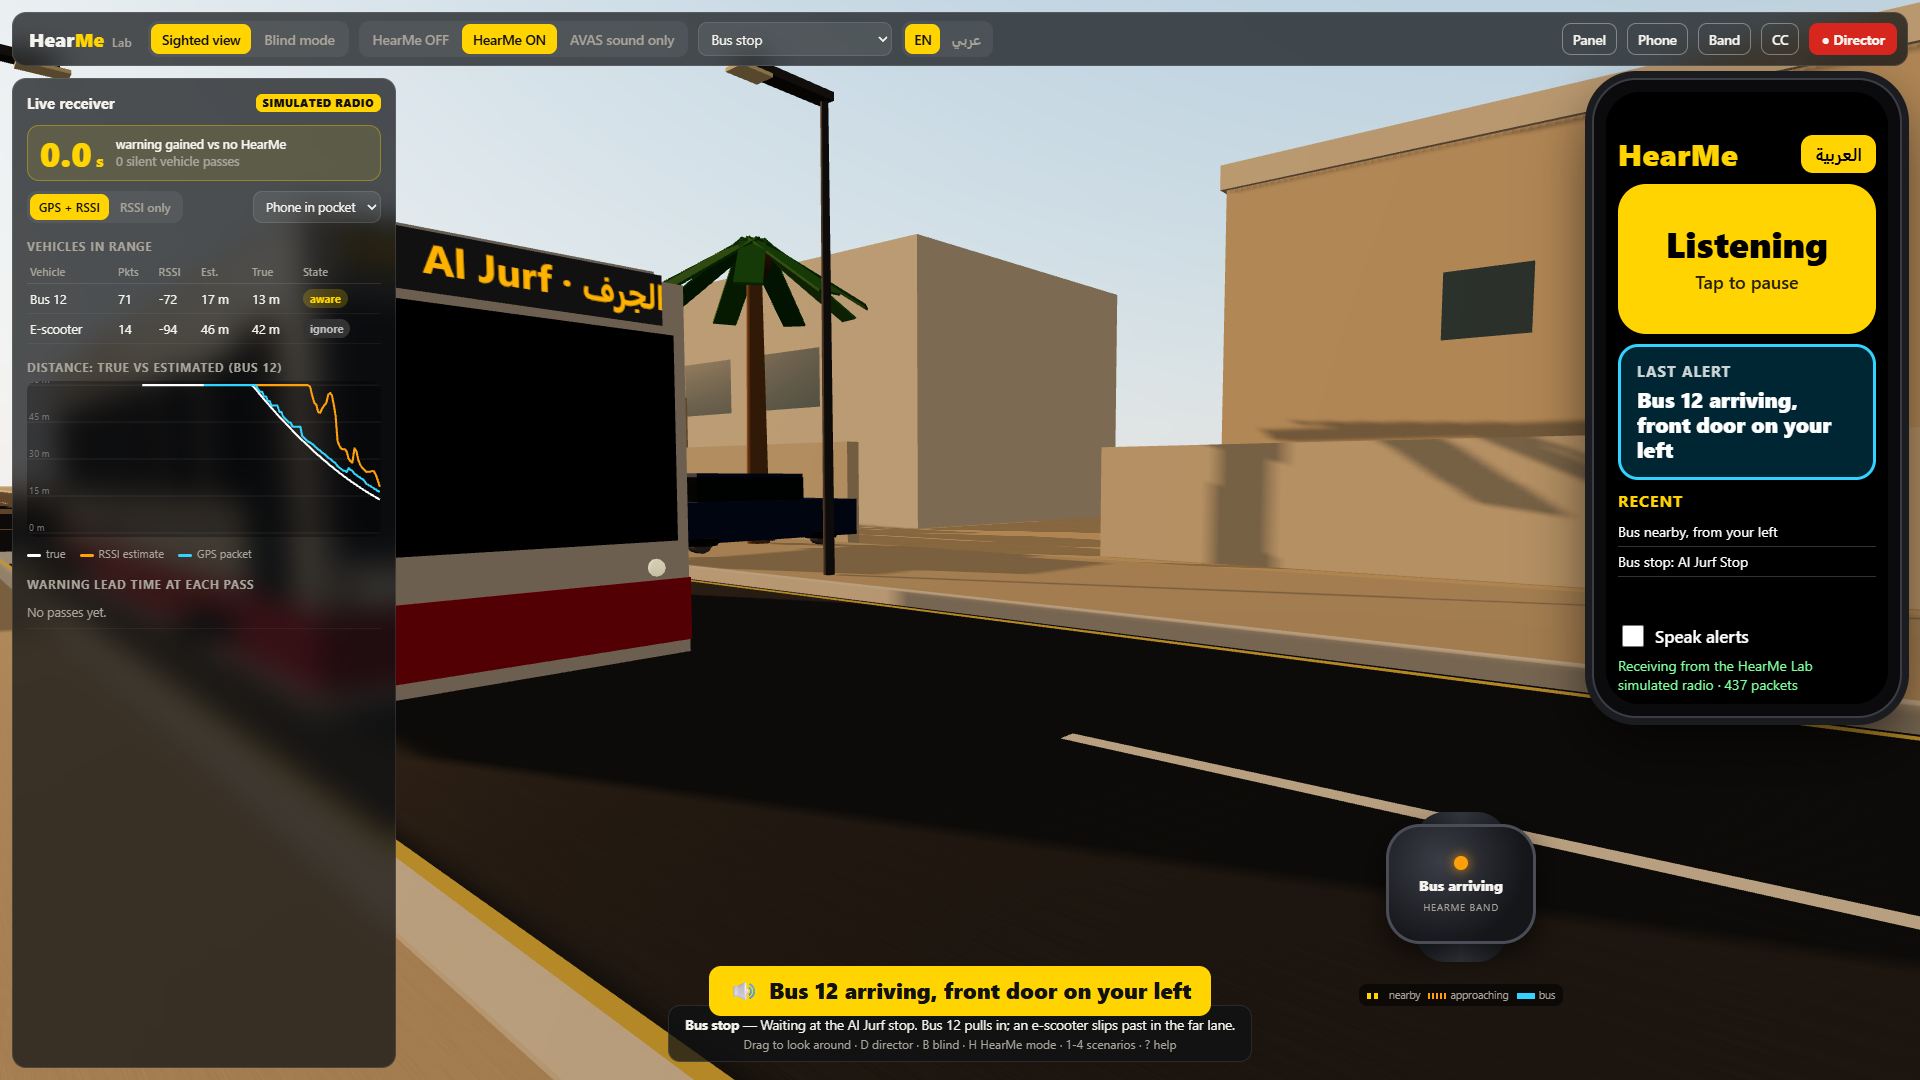 HearMe Lab
Sighted view
Blind mode
HearMe OFF
HearMe ON
AVAS sound only
Bus stop
EN
عربي
Panel
Phone
Band
CC
• Director
Live receiver
SIMULATED RADIO
0.0 s
warning gained vs no HearMe
0 silent vehicle passes
GPS + RSSI
RSSI only
Phone in pocket
VEHICLES IN RANGE
Vehicle Pkts RSSI Est. True State
Bus 12 71 -72 17 m 13 m aware
E-scooter 14 -94 46 m 42 m ignore
DISTANCE: TRUE VS ESTIMATED (BUS 12)
45 m
30 m
15 m
0 m
true
RSSI estimate
GPS packet
WARNING LEAD TIME AT EACH PASS
No passes yet.
Al Jurf · الجرف
HearMe
العربية
Listening
Tap to pause
LAST ALERT
Bus 12 arriving,
front door on your
left
RECENT
Bus nearby, from your left
Bus stop: Al Jurf Stop
Speak alerts
Receiving from the HearMe Lab
simulated radio · 437 packets
Bus arriving
HEARME BAND
nearby
approaching
bus
Bus 12 arriving, front door on your left
Bus stop — Waiting at the Al Jurf stop. Bus 12 pulls in; an e-scooter slips past in the far lane.
Drag to look around · D director · B blind · H HearMe mode · 1-4 scenarios · ? help